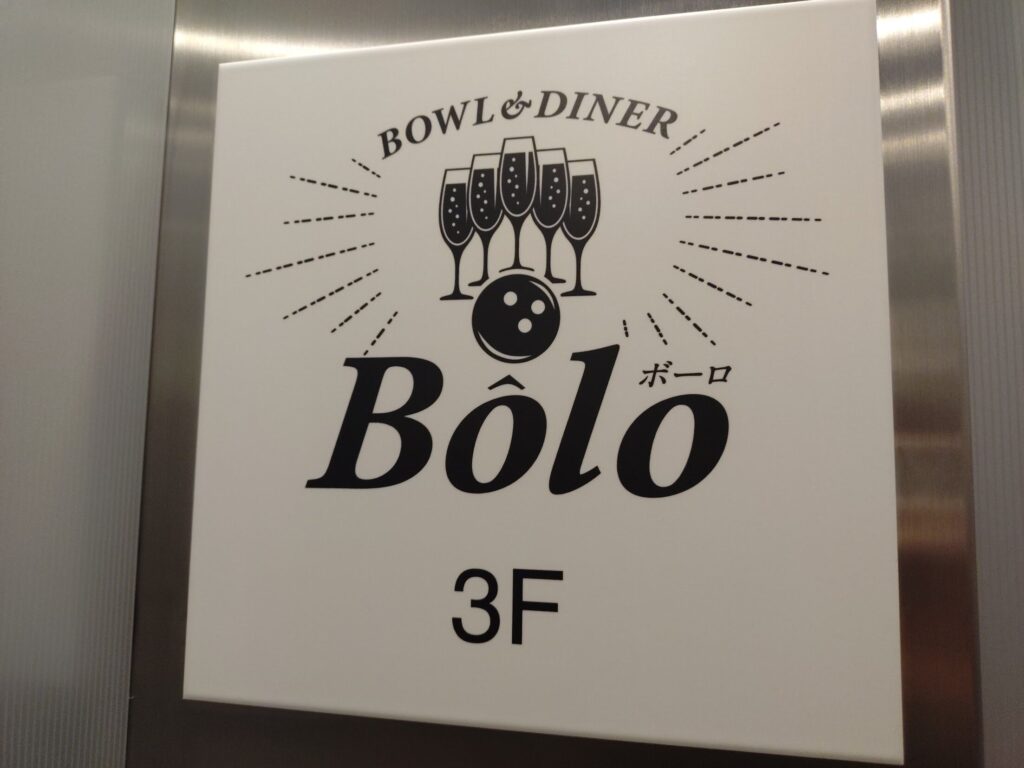 BOWL & DINER
ボーロ
Bôlo
3F